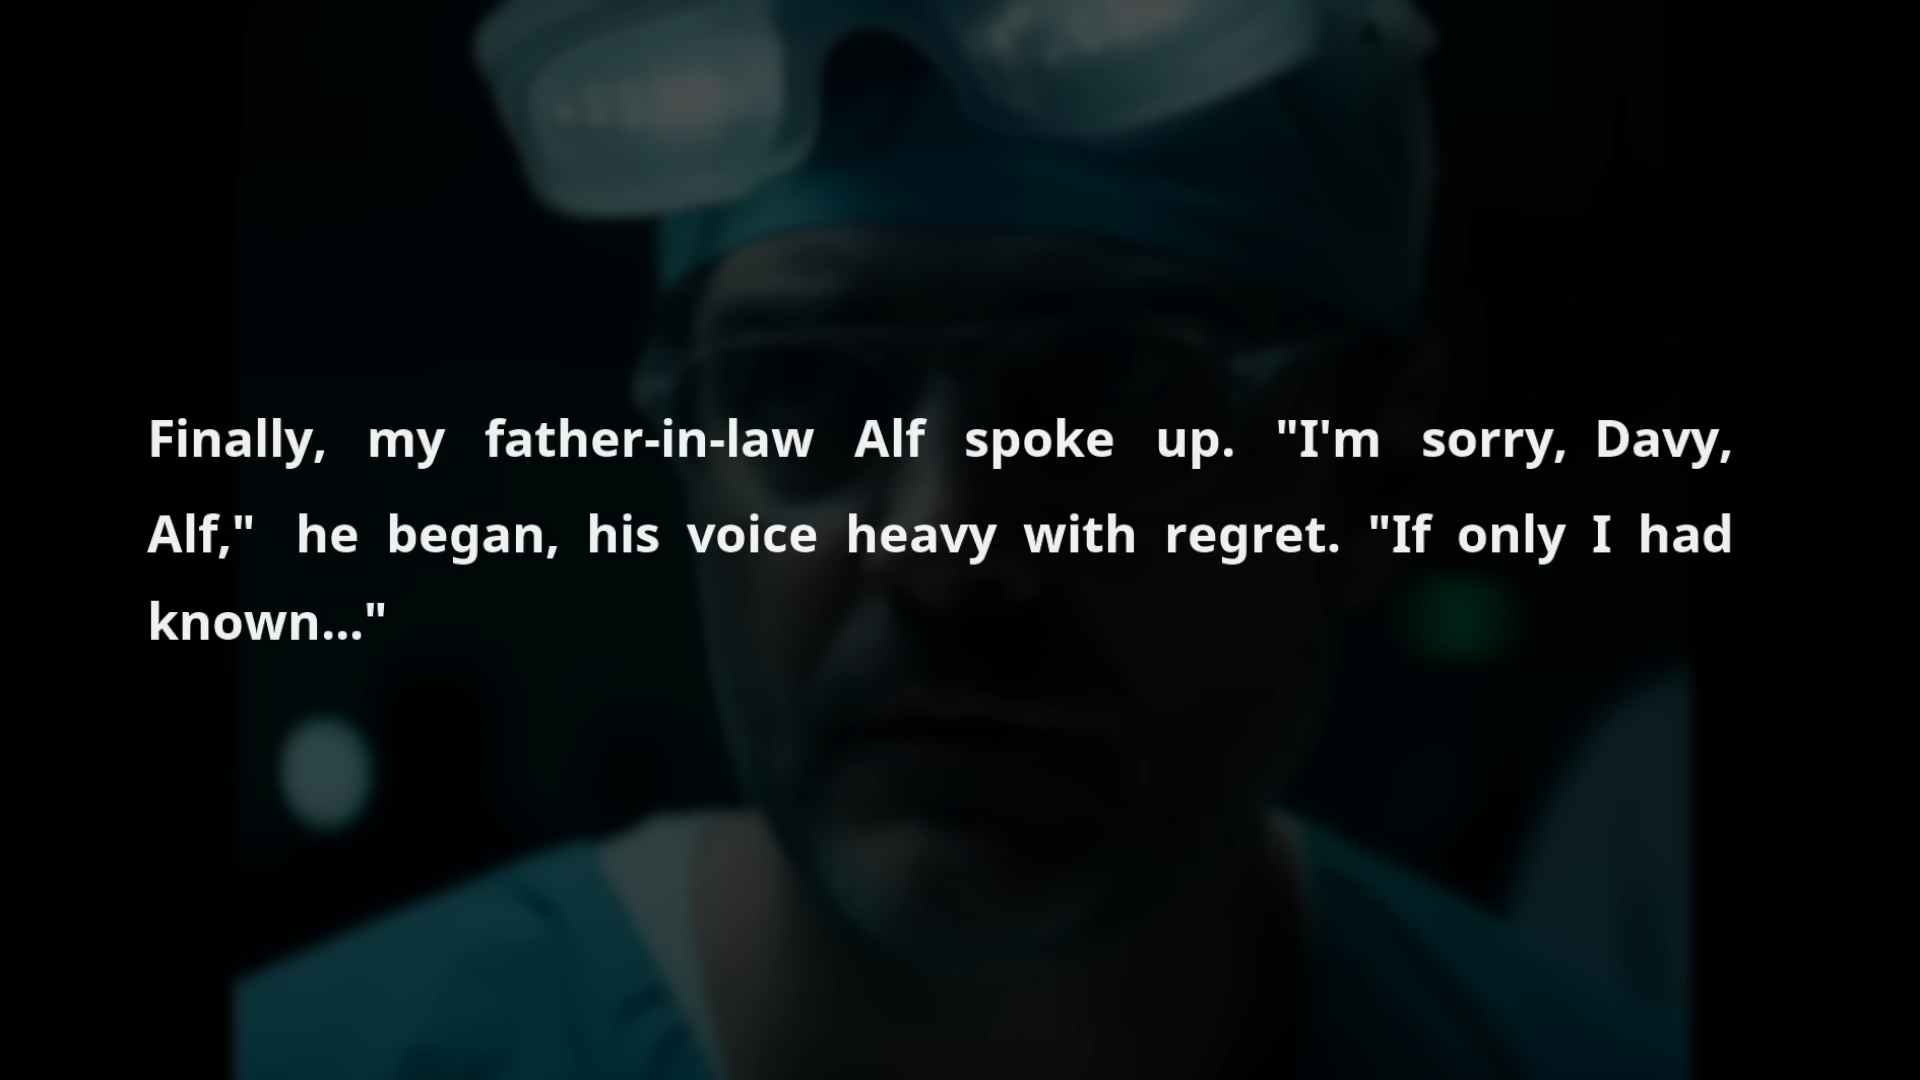 Finally, my father-in-law Alf spoke up. "I'm sorry, Davy,
Alf," he began, his voice heavy with regret. "If only I had
known..."